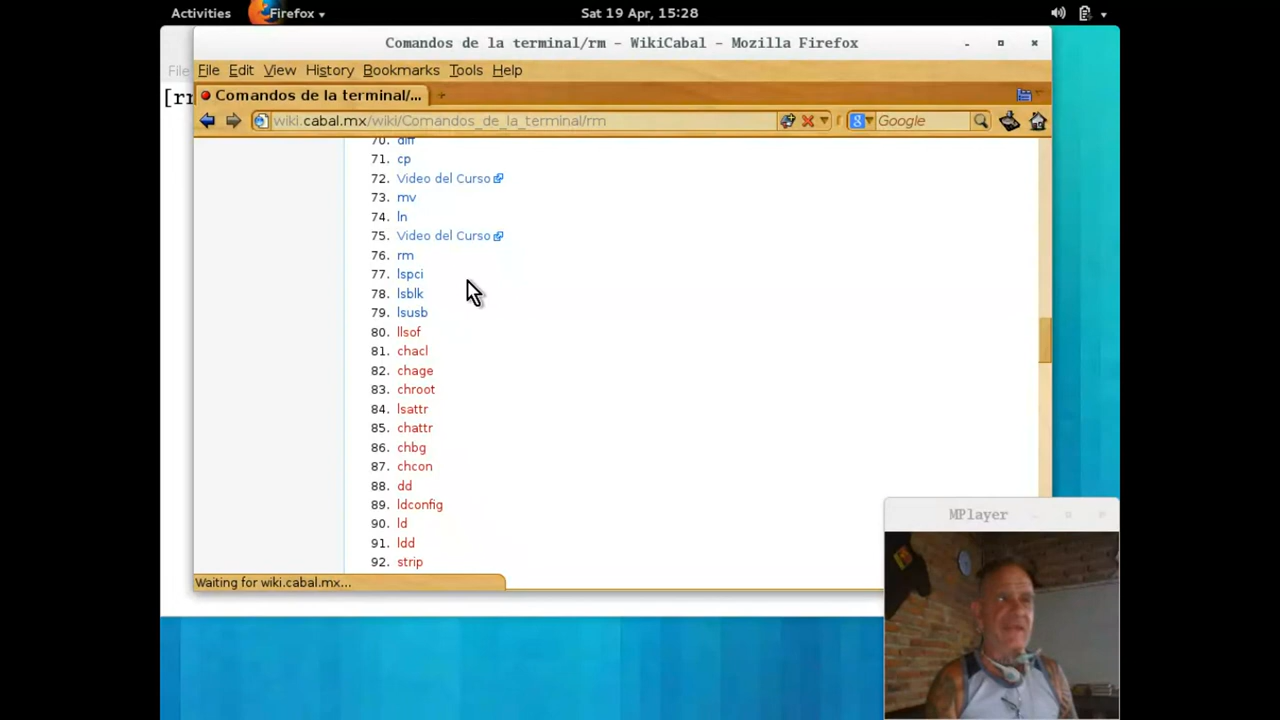 Activities Firefox Sat 19 Apr, 15:28
Comandos de la terminal/rm - WikiCabal - Mozilla Firefox
File
File Edit View History Bookmarks Tools Help
[rr
Comandos de la terminal/...
wiki.cabal.mx/wiki/Comandos_de_la_terminal/rm
Google
70. diff
71. cp
72. Video del Curso
73. mv
74. ln
75. Video del Curso
76. rm
77. lspci
78. lsblk
79. lsusb
80. llsof
81. chacl
82. chage
83. chroot
84. lsattr
85. chattr
86. chbg
87. chcon
88. dd
89. ldconfig
90. ld
91. ldd
92. strip
Waiting for wiki.cabal.mx...
MPlayer